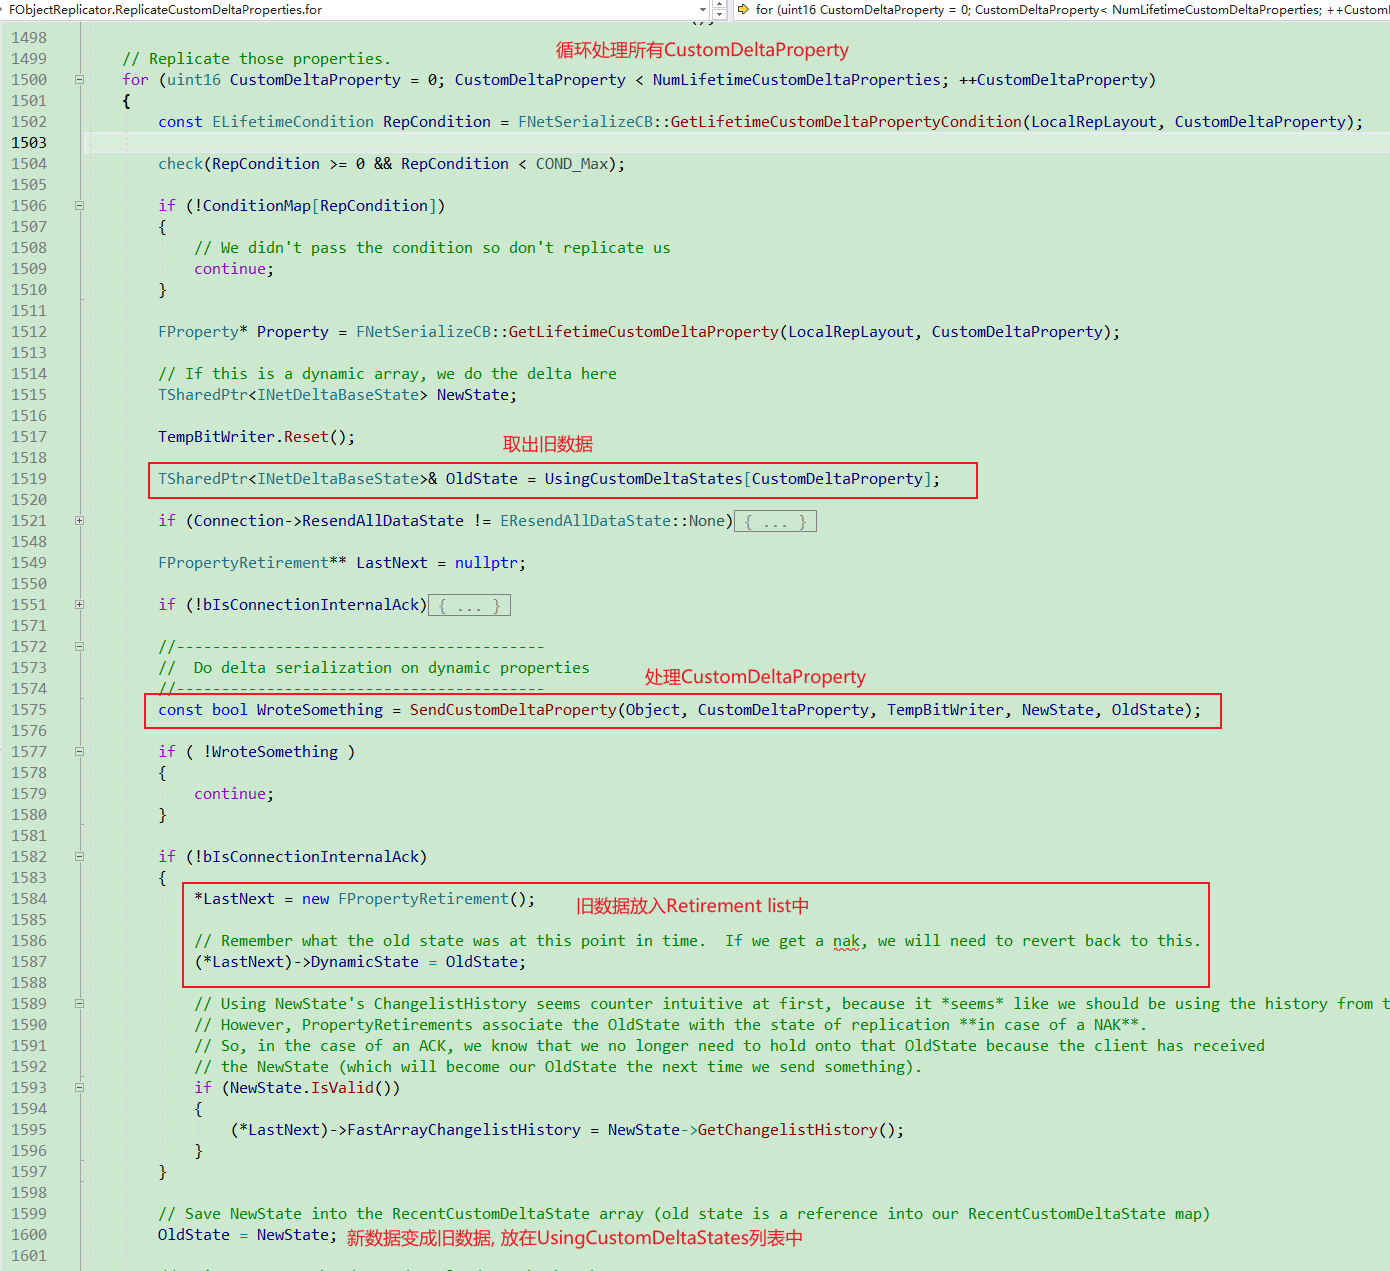 FObjectReplicator.ReplicateCustomDeltaProperties.for
for (uint16 CustomDeltaProperty = 0; CustomDeltaProperty< NumLifetimeCustomDeltaProperties; ++CustomD
1498
1499 // Replicate those properties. 循环处理所有CustomDeltaProperty
1500 for (uint16 CustomDeltaProperty = 0; CustomDeltaProperty < NumLifetimeCustomDeltaProperties; ++CustomDeltaProperty)
1501 {
1502 const ELifetimeCondition RepCondition = FNetSerializeCB::GetLifetimeCustomDeltaPropertyCondition(LocalRepLayout, CustomDeltaProperty);
1503
1504 check(RepCondition >= 0 && RepCondition < COND_Max);
1505
1506 if (!ConditionMap[RepCondition])
1507 {
1508 // We didn't pass the condition so don't replicate us
1509 continue;
1510 }
1511
1512 FProperty* Property = FNetSerializeCB::GetLifetimeCustomDeltaProperty(LocalRepLayout, CustomDeltaProperty);
1513
1514 // If this is a dynamic array, we do the delta here
1515 TSharedPtr<INetDeltaBaseState> NewState;
1516
1517 TempBitWriter.Reset();
1518 取出旧数据
1519 TSharedPtr<INetDeltaBaseState>& OldState = UsingCustomDeltaStates[CustomDeltaProperty];
1520
1521 if (Connection->ResendAllDataState != EResendAllDataState::None){ ... }
1548
1549 FPropertyRetirement** LastNext = nullptr;
1550
1551 if (!bIsConnectionInternalAck){ ... }
1571
1572 //-----------------------------------------
1573 // Do delta serialization on dynamic properties 处理CustomDeltaProperty
1574 //-----------------------------------------
1575 const bool WroteSomething = SendCustomDeltaProperty(Object, CustomDeltaProperty, TempBitWriter, NewState, OldState);
1576
1577 if ( !WroteSomething )
1578 {
1579 continue;
1580 }
1581
1582 if (!bIsConnectionInternalAck)
1583 {
1584 *LastNext = new FPropertyRetirement(); 旧数据放入Retirement list中
1585
1586 // Remember what the old state was at this point in time. If we get a nak, we will need to revert back to this.
1587 (*LastNext)->DynamicState = OldState;
1588
1589 // Using NewState's ChangelistHistory seems counter intuitive at first, because it *seems* like we should be using the history from t
1590 // However, PropertyRetirements associate the OldState with the state of replication **in case of a NAK**.
1591 // So, in the case of an ACK, we know that we no longer need to hold onto that OldState because the client has received
1592 // the NewState (which will become our OldState the next time we send something).
1593 if (NewState.IsValid())
1594 {
1595 (*LastNext)->FastArrayChangelistHistory = NewState->GetChangelistHistory();
1596 }
1597 }
1598
1599 // Save NewState into the RecentCustomDeltaState array (old state is a reference into our RecentCustomDeltaState map)
1600 OldState = NewState; 新数据变成旧数据, 放在UsingCustomDeltaStates列表中
1601